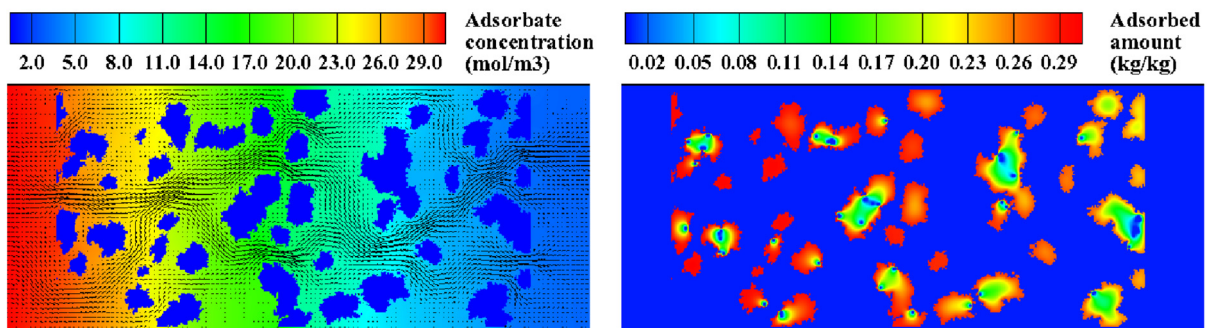 Adsorbate
concentration
(mol/m3)
2.0 5.0 8.0 11.0 14.0 17.0 20.0 23.0 26.0 29.0
Adsorbed
amount
(kg/kg)
0.02 0.05 0.08 0.11 0.14 0.17 0.20 0.23 0.26 0.29